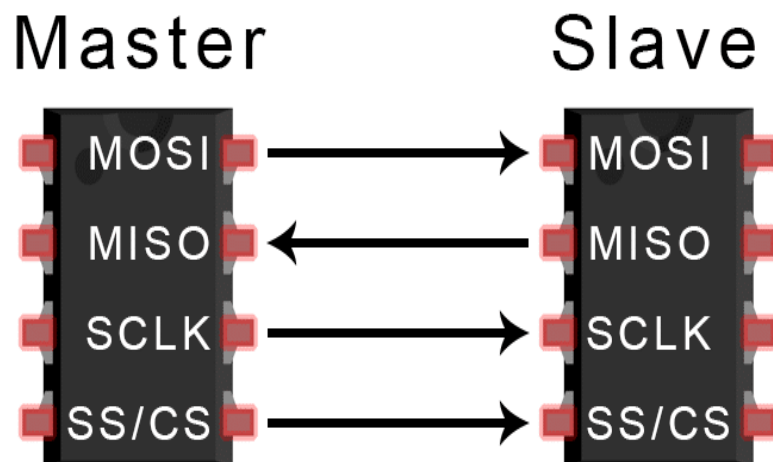 Master Slave
MOSI MOSI
MISO MISO
SCLK SCLK
SS/CS SS/CS